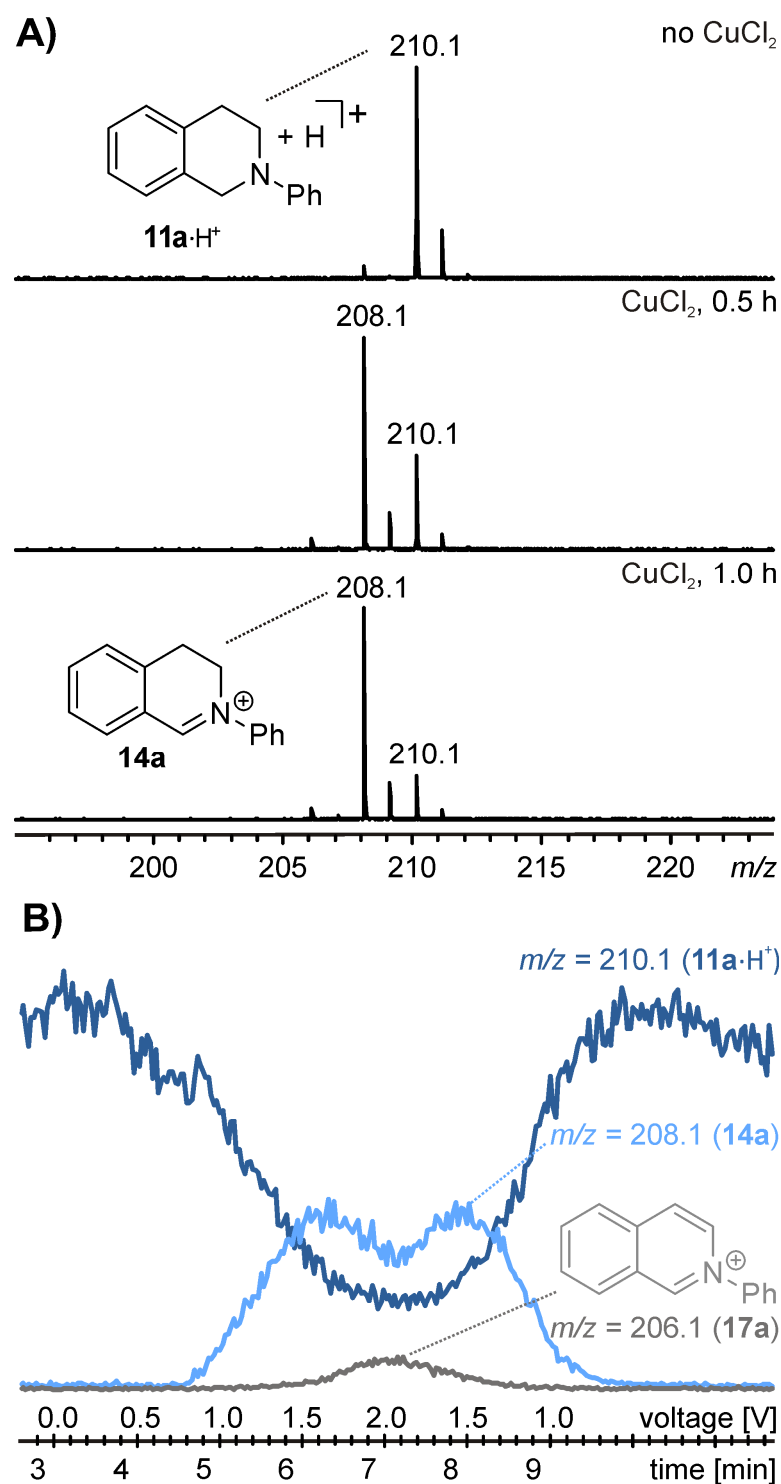 A)
no CuCl₂
210.1
+ H ⌉+
N
Ph
11a·H⁺
CuCl₂, 0.5 h
208.1
210.1
CuCl₂, 1.0 h
208.1
N⊕
Ph
14a
210.1
200 205 210 215 220 m/z
B)
m/z = 210.1 (11a·H⁺)
m/z = 208.1 (14a)
N⊕
Ph
m/z = 206.1 (17a)
0.0 0.5 1.0 1.5 2.0 1.5 1.0 voltage [V]
3 4 5 6 7 8 9 time [min]